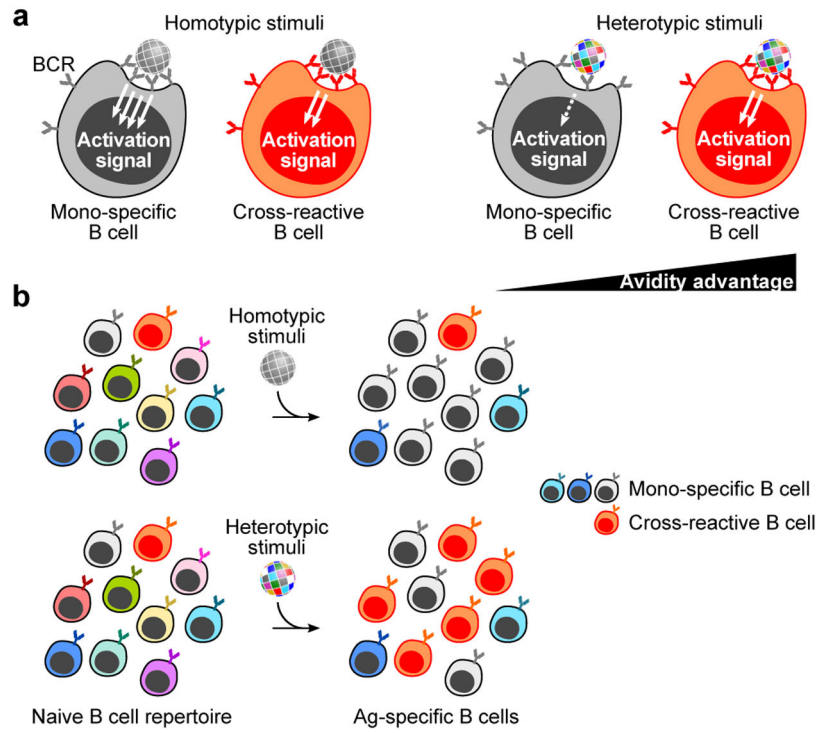 a
Homotypic stimuli
Heterotypic stimuli
BCR
Activation
signal
Activation
signal
Activation
signal
Activation
signal
Mono-specific
B cell
Cross-reactive
B cell
Mono-specific
B cell
Cross-reactive
B cell
Avidity advantage
b
Homotypic
stimuli
Mono-specific B cell
Cross-reactive B cell
Heterotypic
stimuli
Naive B cell repertoire
Ag-specific B cells